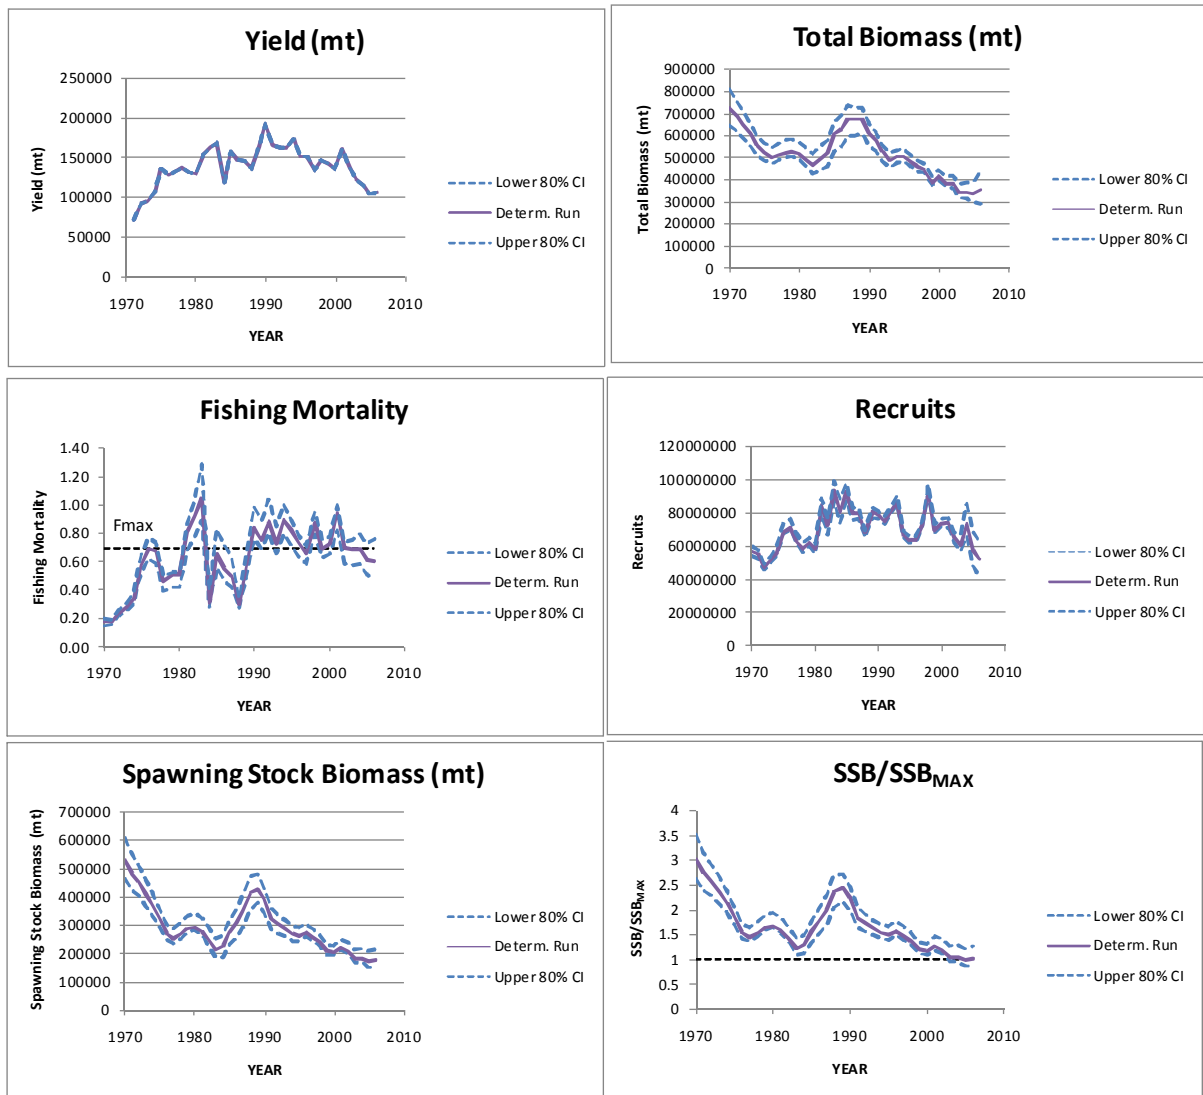 Yield (mt)
250000
200000
150000
100000
50000
0
Yield (mt)
1970
1980
1990
2000
2010
YEAR
Lower 80% CI
Determ. Run
Upper 80% CI
Total Biomass (mt)
900000
800000
700000
600000
500000
400000
300000
200000
100000
0
Total Biomass (mt)
1970
1980
1990
2000
2010
YEAR
Lower 80% CI
Determ. Run
Upper 80% CI
Fishing Mortality
1.40
1.20
1.00
0.80
0.60
0.40
0.20
0.00
Fishing Mortality
Fmax
1970
1980
1990
2000
2010
YEAR
Lower 80% CI
Determ. Run
Upper 80% CI
Recruits
120000000
100000000
80000000
60000000
40000000
20000000
0
Recruits
1970
1980
1990
2000
2010
YEAR
Lower 80% CI
Determ. Run
Upper 80% CI
Spawning Stock Biomass (mt)
700000
600000
500000
400000
300000
200000
100000
0
Spawning Stock Biomass (mt)
1970
1980
1990
2000
2010
YEAR
Lower 80% CI
Determ. Run
Upper 80% CI
SSB/SSBMAX
4
3.5
3
2.5
2
1.5
1
0.5
0
SSB/SSBMAX
1970
1980
1990
2000
2010
YEAR
Lower 80% CI
Determ. Run
Upper 80% CI